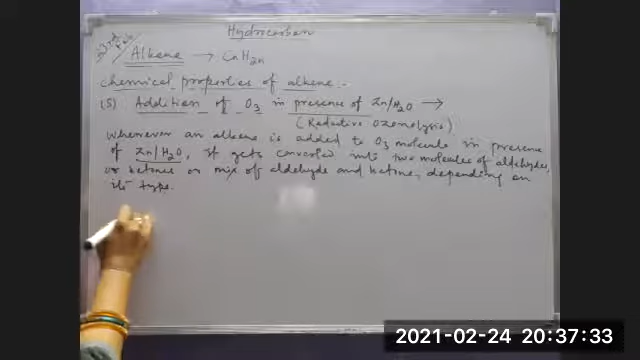 Hydrocarbon
Alkene → CnH2n
Chemical properties of alkene -
(5) Addition of O3 in presence of Zn/H2O →
(Reductive Ozonolysis)
Whenever an alkene is added to O3 molecule in presence
of Zn/H2O, it gets converted into two molecules of aldehydes
or ketones or mix of aldehyde and ketone, depending on
its type.
2021-02-24 20:37:33